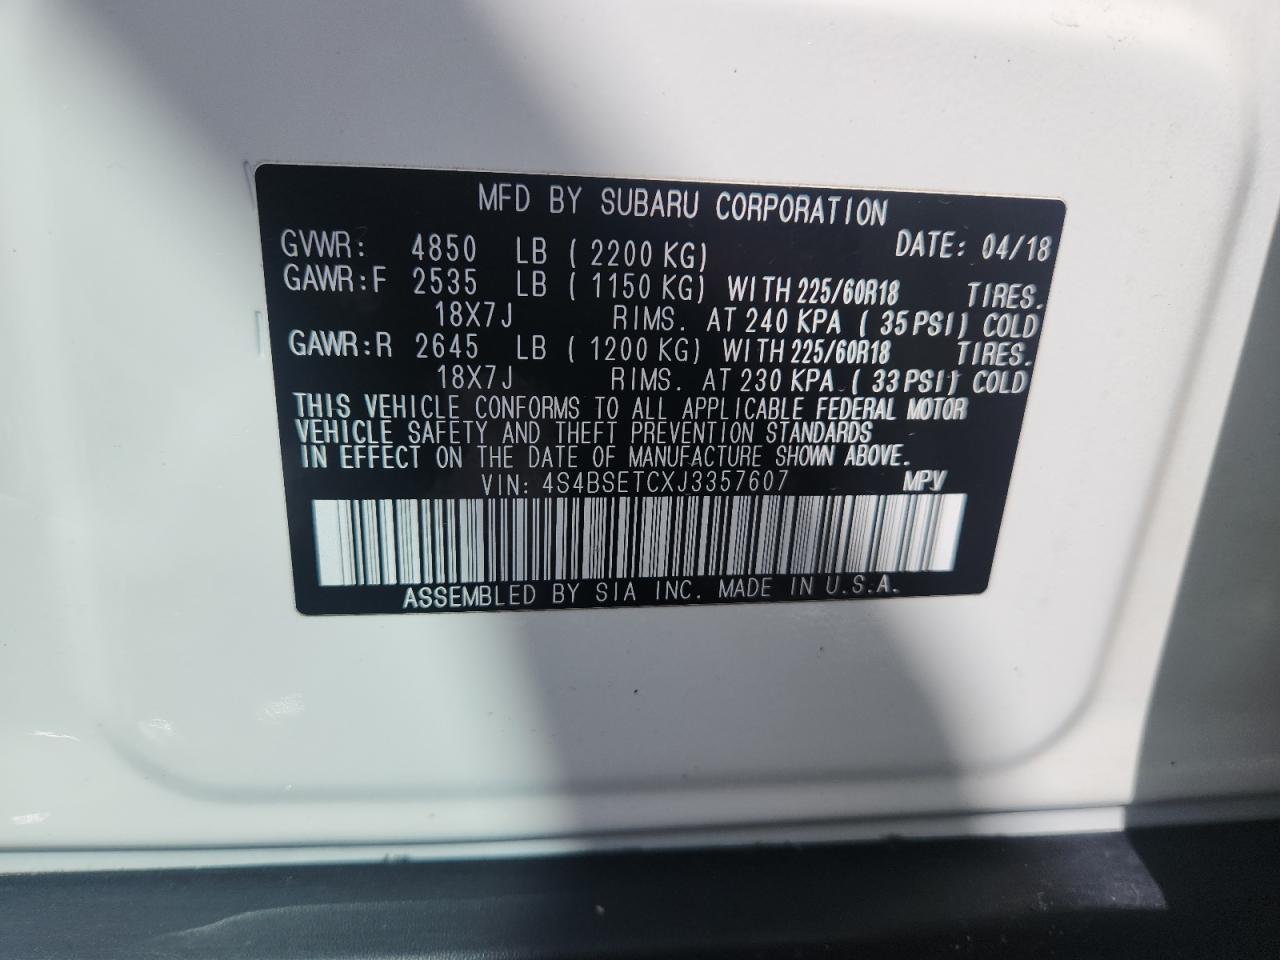 MFD BY SUBARU CORPORATION
GVWR: 4850 LB ( 2200 KG) DATE: 04/18
GAWR:F 2535 LB ( 1150 KG) WITH 225/60R18 TIRES.
18X7J RIMS. AT 240 KPA ( 35 PSI) COLD
GAWR:R 2645 LB ( 1200 KG) WITH 225/60R18 TIRES.
18X7J RIMS. AT 230 KPA ( 33 PSI) COLD
THIS VEHICLE CONFORMS TO ALL APPLICABLE FEDERAL MOTOR
VEHICLE SAFETY AND THEFT PREVENTION STANDARDS
IN EFFECT ON THE DATE OF MANUFACTURE SHOWN ABOVE.
VIN: 4S4BSETCXJ3357607 MPV
ASSEMBLED BY SIA INC. MADE IN U.S.A.